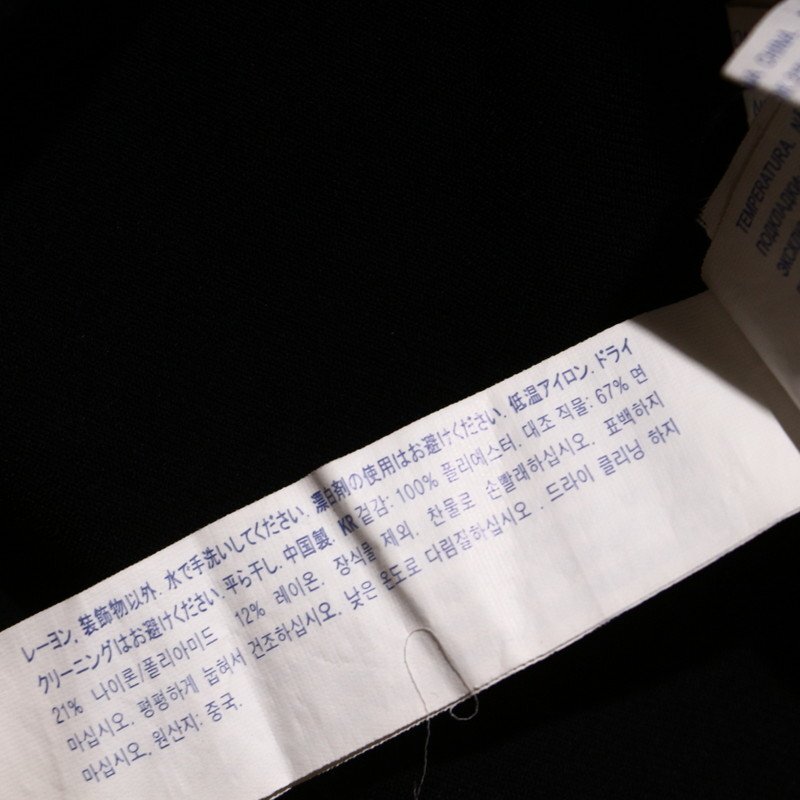 レーヨン. 装飾物以外. 水で手洗いしてください. 漂白剤の使用はお避けください. 低温アイロン. ドライ
クリーニングはお避けください. 平ら干し. 中国製. KR 겉감: 100% 폴리에스터. 대조 직물: 67% 면
21% 나이론/폴리아미드 12% 레이온. 장식물 제외. 찬물로 손빨래하십시오. 표백하지
마십시오. 평평하게 눕혀서 건조하십시오. 낮은 온도로 다림질하십시오. 드라이 클리닝 하지
마십시오. 원산지: 중국.
CHINA.
TEMPERATURA.
ПОДКЛАДКА